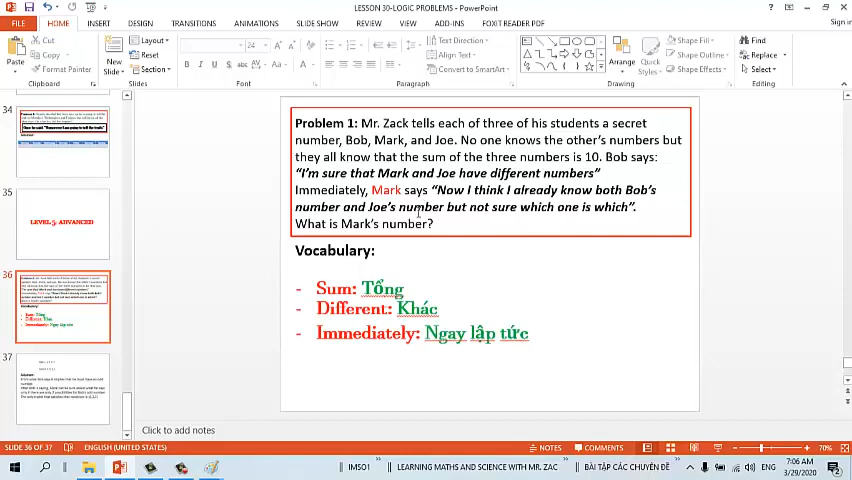 LESSON 30-LOGIC PROBLEMS - PowerPoint
Sign in
FILE HOME INSERT DESIGN TRANSITIONS ANIMATIONS SLIDE SHOW REVIEW VIEW ADD-INS FOXIT READER PDF
Paste
Cut
Copy
Format Painter
Clipboard
New Slide
Layout
Reset
Section
Slides
24
Font
Text Direction
Align Text
Convert to SmartArt
Paragraph
Arrange
Quick Styles
Shape Fill
Shape Outline
Shape Effects
Drawing
Find
Replace
Select
Editing
34
35
LEVEL 5: ADVANCED
36
37
Problem 1: Mr. Zack tells each of three of his students a secret
number, Bob, Mark, and Joe. No one knows the other's numbers but
they all know that the sum of the three numbers is 10. Bob says:
"I'm sure that Mark and Joe have different numbers"
Immediately, Mark says "Now I think I already know both Bob's
number and Joe's number but not sure which one is which".
What is Mark's number?
Vocabulary:
- Sum: Tổng
- Different: Khác
- Immediately: Ngay lập tức
Click to add notes
SLIDE 36 OF 37 ENGLISH (UNITED STATES) NOTES COMMENTS 70%
IMSO1 LEARNING MATHS AND SCIENCE WITH MR. ZAC BÀI TẬP CÁC CHUYÊN ĐỀ ENG
7:06 AM
3/29/2020
2